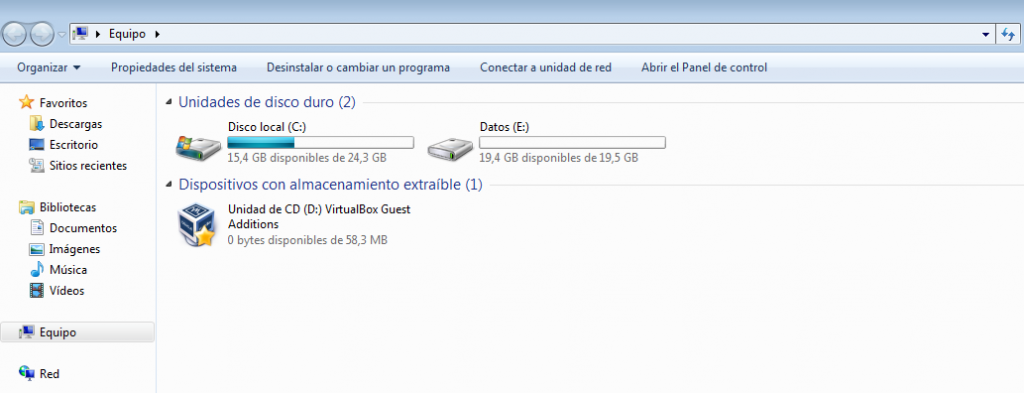 Equipo
Organizar
Propiedades del sistema
Desinstalar o cambiar un programa
Conectar a unidad de red
Abrir el Panel de control
Favoritos
Descargas
Escritorio
Sitios recientes
Bibliotecas
Documentos
Imágenes
Música
Vídeos
Equipo
Red
Unidades de disco duro (2)
Disco local (C:)
15,4 GB disponibles de 24,3 GB
Datos (E:)
19,4 GB disponibles de 19,5 GB
Dispositivos con almacenamiento extraíble (1)
Unidad de CD (D:) VirtualBox Guest
Additions
0 bytes disponibles de 58,3 MB